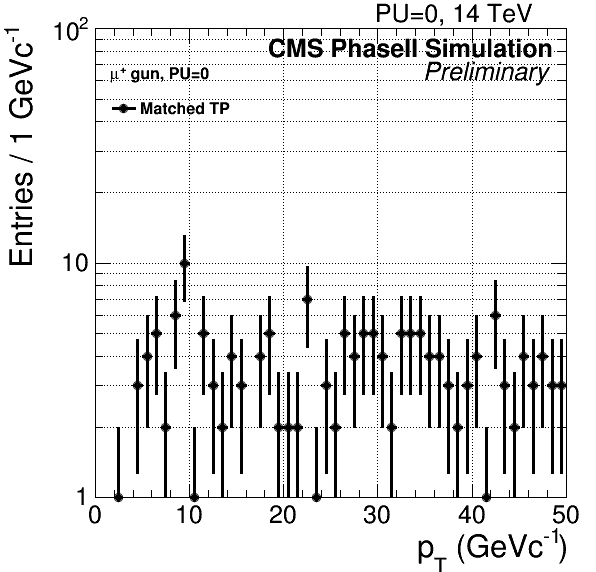 PU=0, 14 TeV
CMS PhaseII Simulation
Preliminary
μ⁺ gun, PU=0
Matched TP
Entries / 1 GeVc⁻¹
10²
10
1
0 10 20 30 40 50
p_T (GeVc⁻¹)